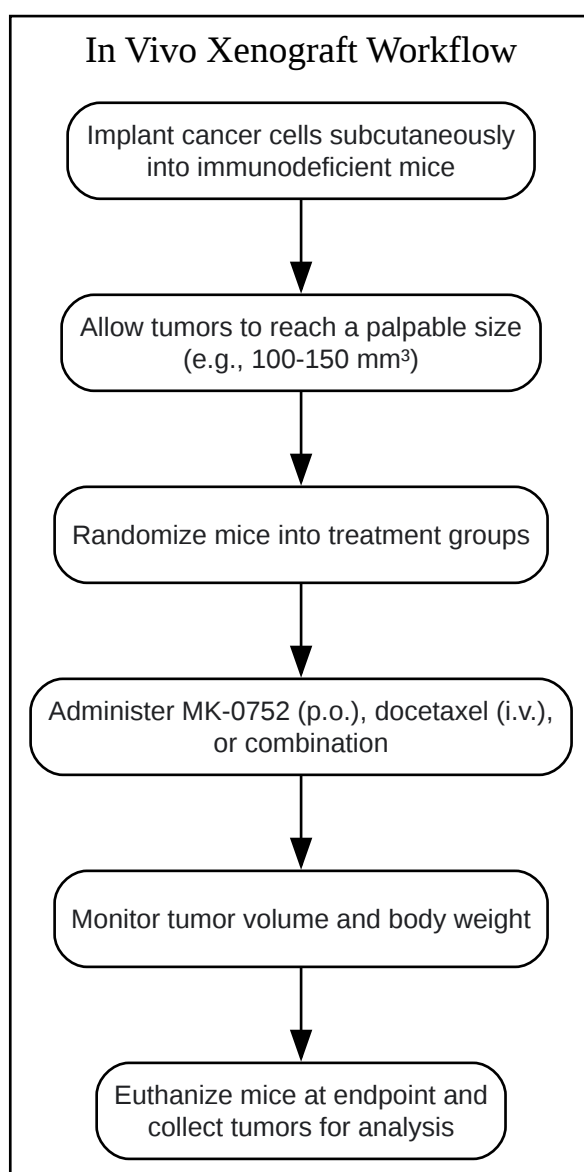 In Vivo Xenograft Workflow
Implant cancer cells subcutaneously
into immunodeficient mice
Allow tumors to reach a palpable size
(e.g., 100-150 mm³)
Randomize mice into treatment groups
Administer MK-0752 (p.o.), docetaxel (i.v.),
or combination
Monitor tumor volume and body weight
Euthanize mice at endpoint and
collect tumors for analysis